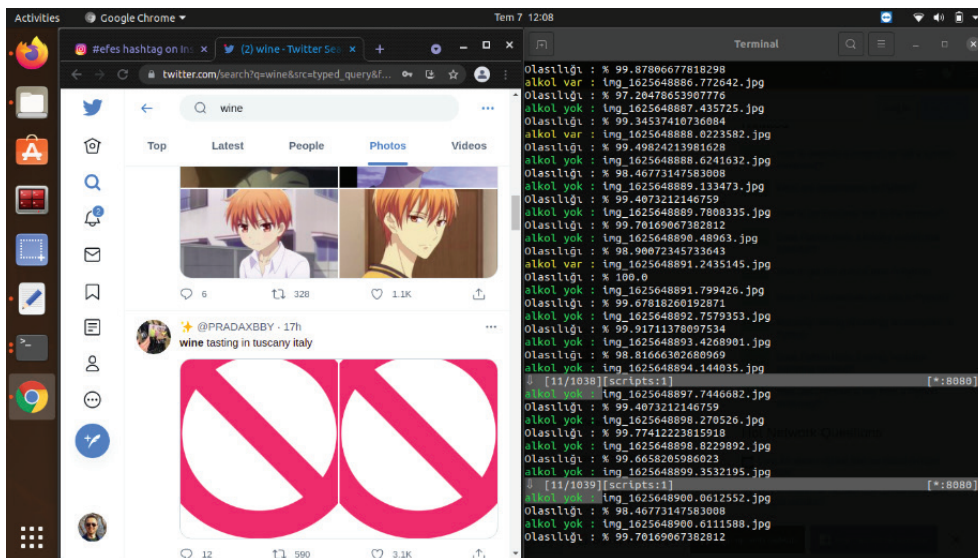 Activities
Google Chrome
Tem 7 12:08
#efes hashtag on Ins
(2) wine - Twitter Sea
twitter.com/search?q=wine&src=typed_query&f...
wine
Top Latest People Photos Videos
2
6 328 1.1K
@PRADAXBBY · 17h
wine tasting in tuscany italy
12 590 3.1K
Terminal
Olasılığı : % 99.87806677818298
alkol var : img_1625648886.772642.jpg
Olasılığı : % 97.20478653907776
alkol yok : img_1625648887.435725.jpg
Olasılığı : % 99.34537410736084
alkol var : img_1625648888.0223582.jpg
Olasılığı : % 99.49824213981628
alkol yok : img_1625648888.6241632.jpg
Olasılığı : % 98.46773147583008
alkol yok : img_1625648889.133473.jpg
Olasılığı : % 99.4073212146759
alkol yok : img_1625648889.7808335.jpg
Olasılığı : % 99.70169067382812
alkol yok : img_1625648890.48963.jpg
Olasılığı : % 98.90072345733643
alkol var : img_1625648891.2435145.jpg
Olasılığı : % 100.0
alkol yok : img_1625648891.799426.jpg
Olasılığı : % 99.67818260192871
alkol yok : img_1625648892.7579353.jpg
Olasılığı : % 99.91711378097534
alkol yok : img_1625648893.4268901.jpg
Olasılığı : % 98.81666302680969
alkol yok : img_1625648894.144035.jpg
[11/1038][scripts:1] [*:8080]
alkol yok : img_1625648897.7446682.jpg
Olasılığı : % 99.4073212146759
alkol yok : img_1625648898.270526.jpg
Olasılığı : % 99.77412223815918
alkol yok : img_1625648898.8229892.jpg
Olasılığı : % 99.6658205986023
alkol yok : img_1625648899.3532195.jpg
[11/1039][scripts:1] [*:8080]
alkol yok : img_1625648900.0612552.jpg
Olasılığı : % 98.46773147583008
alkol yok : img_1625648900.6111588.jpg
Olasılığı : % 99.70169067382812